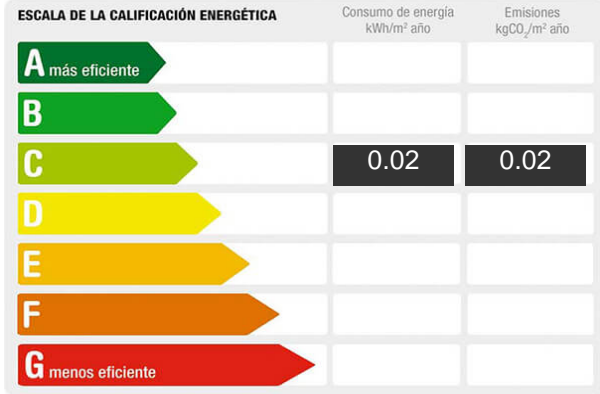 ESCALA DE LA CALIFICACIÓN ENERGÉTICA
Consumo de energía
kWh/m² año
Emisiones
kgCO₂/m² año
A más eficiente
B
C
0.02
0.02
D
E
F
G menos eficiente